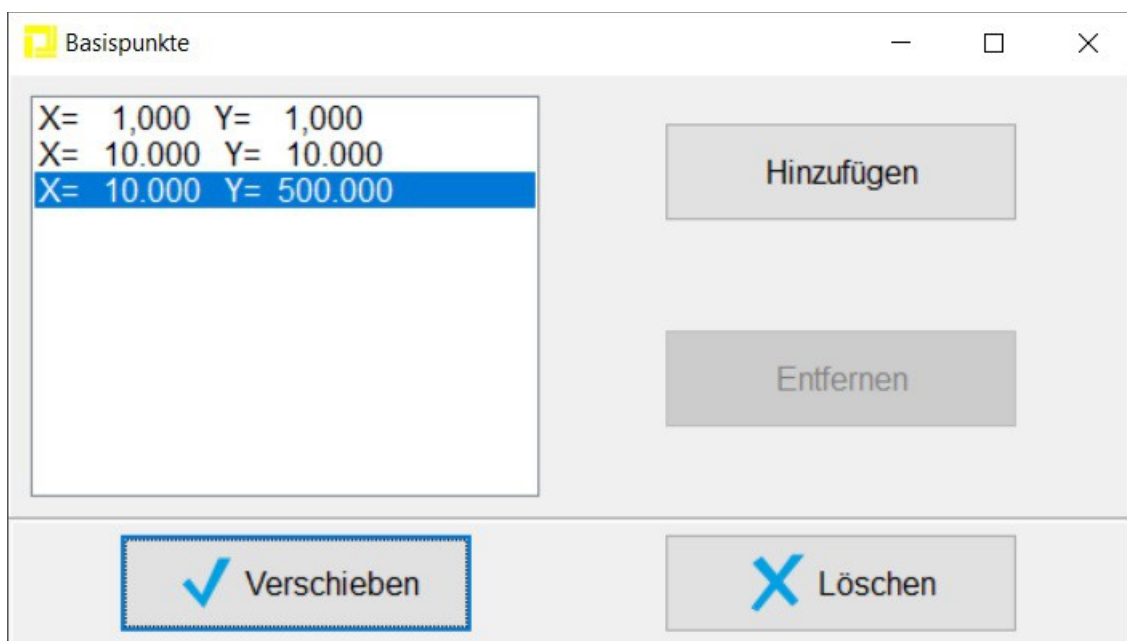 Basispunkte
X= 1,000 Y= 1,000
X= 10.000 Y= 10.000
X= 10.000 Y= 500.000
Hinzufügen
Entfernen
Verschieben
Löschen